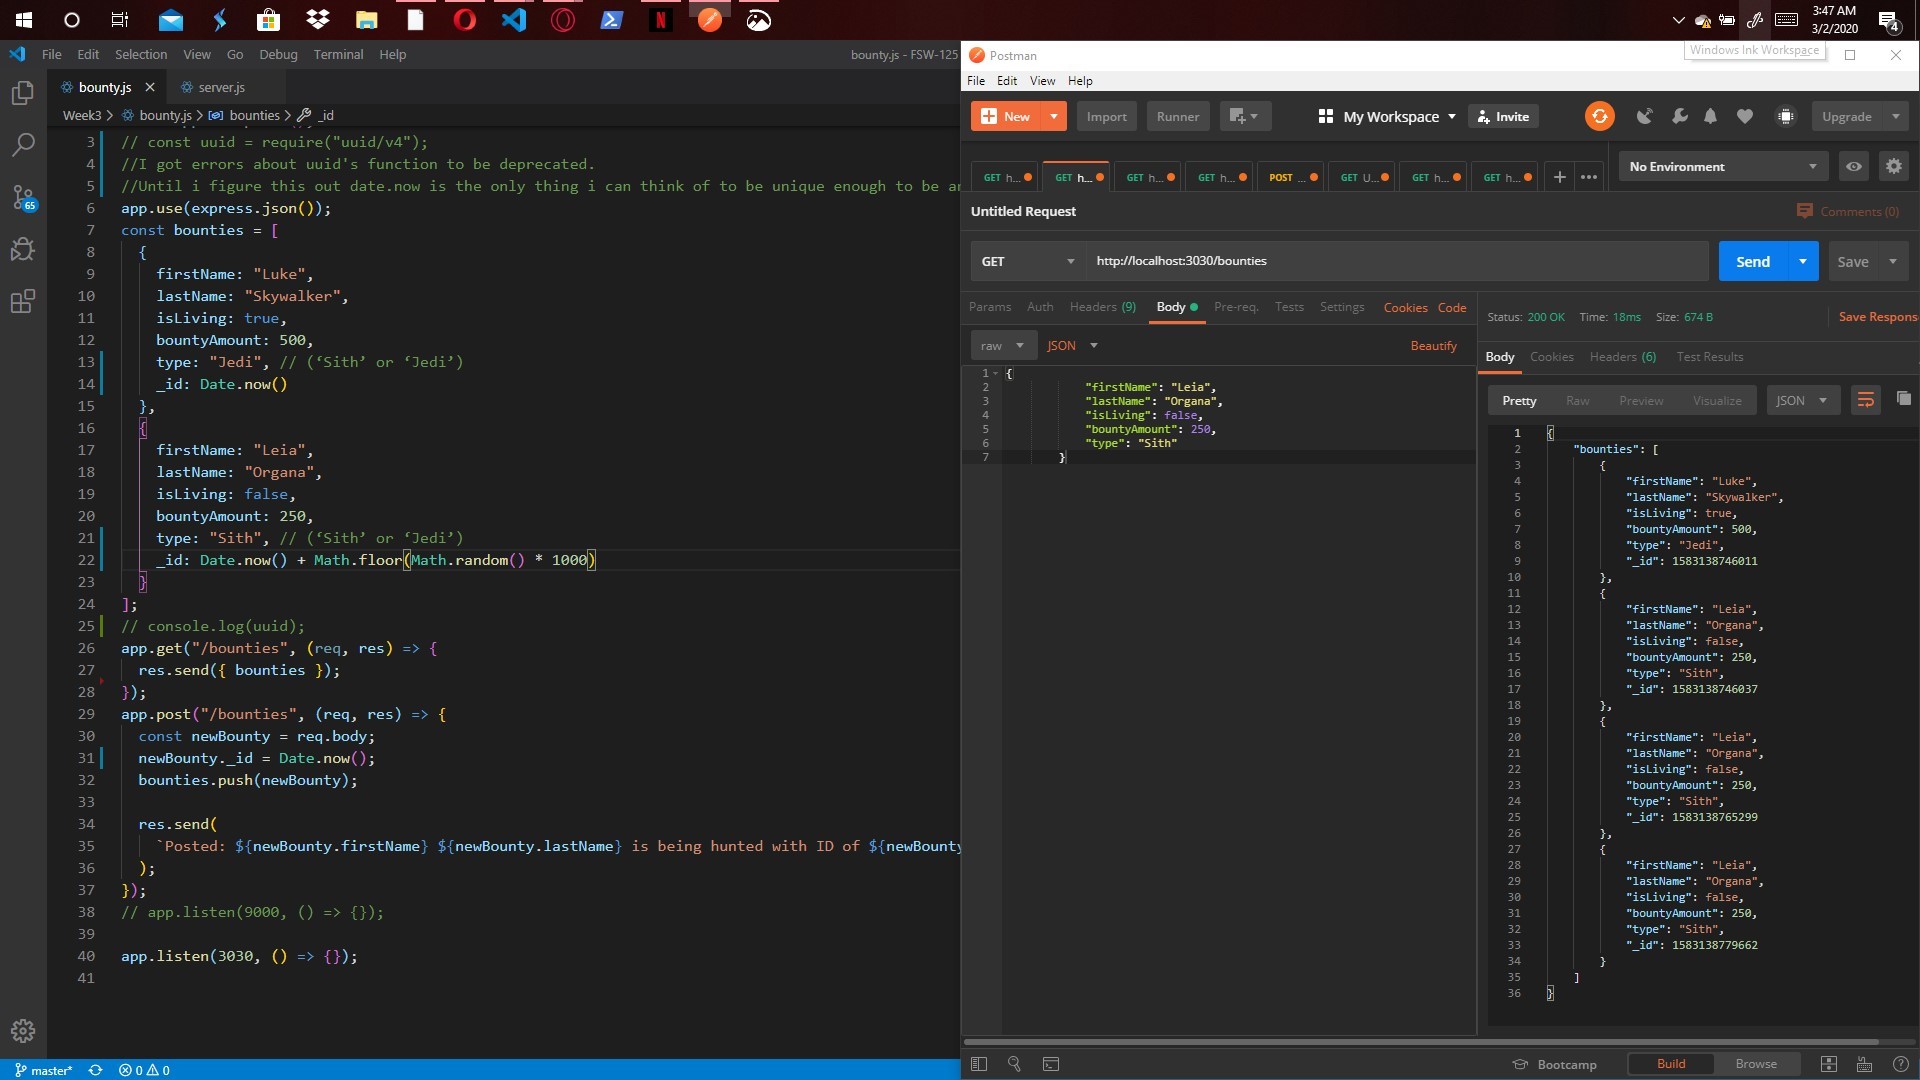 3:47 AM
3/2/2020
4
Windows Ink Workspace
File Edit Selection View Go Debug Terminal Help
bounty.js - FSW-125
bounty.js
server.js
Week3 > bounty.js > bounties > _id
65
3 // const uuid = require("uuid/v4");
4 //I got errors about uuid's function to be deprecated.
5 //Until i figure this out date.now is the only thing i can think of to be unique enough to be an
6 app.use(express.json());
7 const bounties = [
8 {
9 firstName: "Luke",
10 lastName: "Skywalker",
11 isLiving: true,
12 bountyAmount: 500,
13 type: "Jedi", // (‘Sith’ or ‘Jedi’)
14 _id: Date.now()
15 },
16 {
17 firstName: "Leia",
18 lastName: "Organa",
19 isLiving: false,
20 bountyAmount: 250,
21 type: "Sith", // (‘Sith’ or ‘Jedi’)
22 _id: Date.now() + Math.floor(Math.random() * 1000)
23 }
24 ];
25 // console.log(uuid);
26 app.get("/bounties", (req, res) => {
27 res.send({ bounties });
28 });
29 app.post("/bounties", (req, res) => {
30 const newBounty = req.body;
31 newBounty._id = Date.now();
32 bounties.push(newBounty);
33
34 res.send(
35 `Posted: ${newBounty.firstName} ${newBounty.lastName} is being hunted with ID of ${newBounty
36 );
37 });
38 // app.listen(9000, () => {});
39
40 app.listen(3030, () => {});
41
master* 0 0
Postman
File Edit View Help
New Import Runner My Workspace Invite Upgrade
GET h... GET h... GET h... GET h... POST ... GET U... GET h... GET h... No Environment
Untitled Request
Comments (0)
GET http://localhost:3030/bounties Send Save
Params Auth Headers (9) Body Pre-req. Tests Settings Cookies Code
raw JSON Beautify
1 {
2 "firstName": "Leia",
3 "lastName": "Organa",
4 "isLiving": false,
5 "bountyAmount": 250,
6 "type": "Sith"
7 }
Status: 200 OK Time: 18ms Size: 674 B Save Respons
Body Cookies Headers (6) Test Results
Pretty Raw Preview Visualize JSON
1 {
2 "bounties": [
3 {
4 "firstName": "Luke",
5 "lastName": "Skywalker",
6 "isLiving": true,
7 "bountyAmount": 500,
8 "type": "Jedi",
9 "_id": 1583138746011
10 },
11 {
12 "firstName": "Leia",
13 "lastName": "Organa",
14 "isLiving": false,
15 "bountyAmount": 250,
16 "type": "Sith",
17 "_id": 1583138746037
18 },
19 {
20 "firstName": "Leia",
21 "lastName": "Organa",
22 "isLiving": false,
23 "bountyAmount": 250,
24 "type": "Sith",
25 "_id": 1583138765299
26 },
27 {
28 "firstName": "Leia",
29 "lastName": "Organa",
30 "isLiving": false,
31 "bountyAmount": 250,
32 "type": "Sith",
33 "_id": 1583138779662
34 }
35 ]
36 }
Bootcamp Build Browse